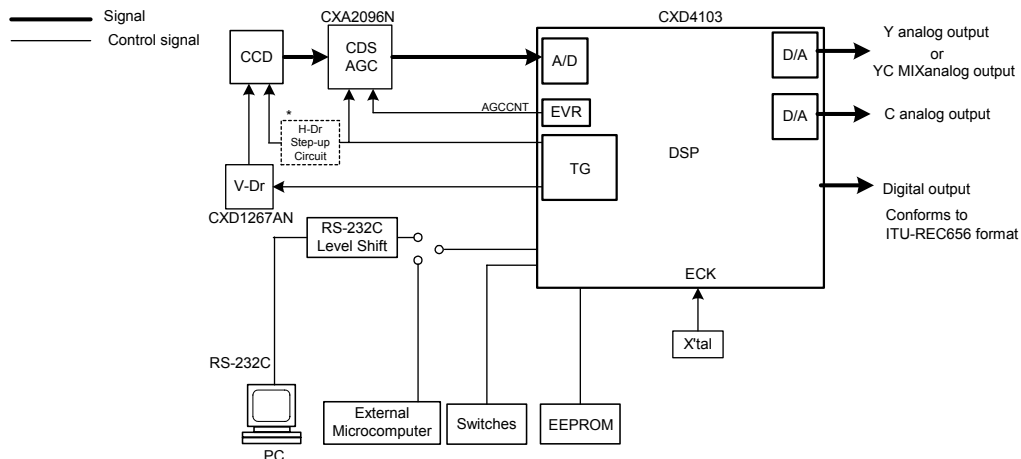 Signal
Control signal
CXA2096N
CXD4103
CCD
CDS
AGC
A/D
D/A
Y analog output
or
YC MIXanalog output
AGCCNT
EVR
D/A
C analog output
*
H-Dr
Step-up
Circuit
TG
DSP
V-Dr
CXD1267AN
Digital output
Conforms to
ITU-REC656 format
RS-232C
Level Shift
ECK
X'tal
RS-232C
External
Microcomputer
Switches
EEPROM
PC